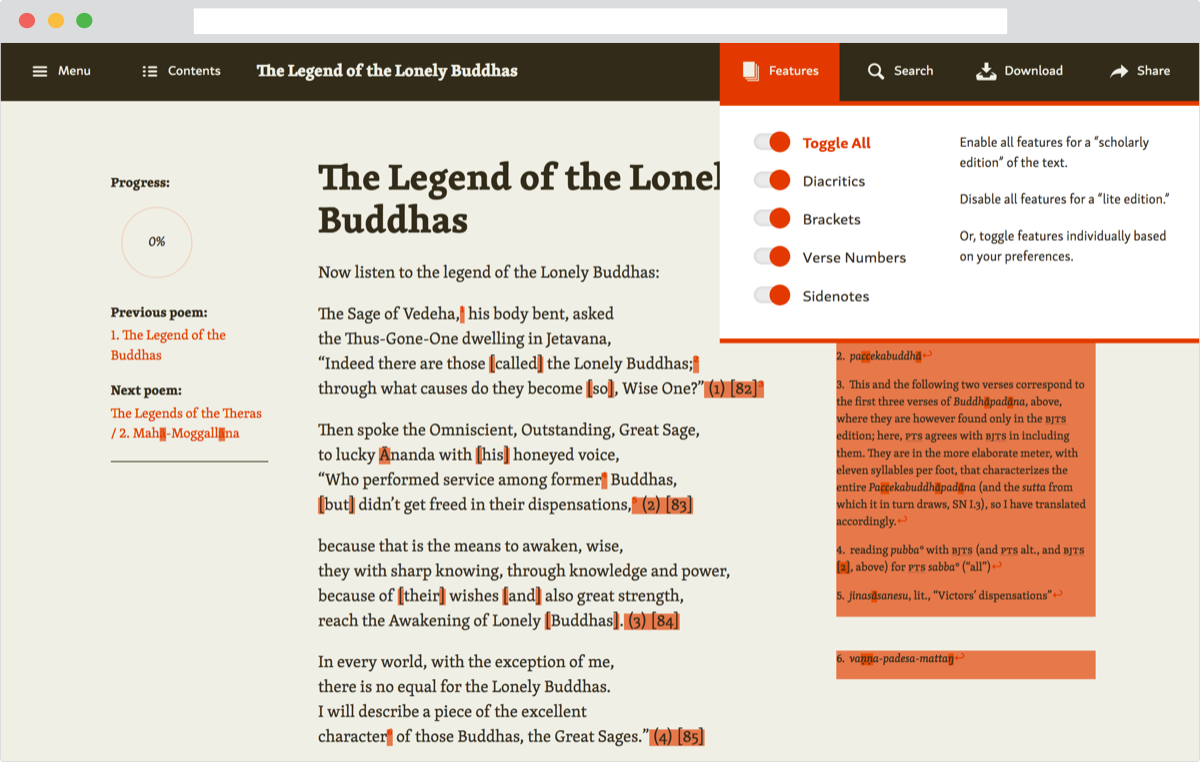 Menu
Contents
The Legend of the Lonely Buddhas
Features
Search
Download
Share
Toggle All
Diacritics
Brackets
Verse Numbers
Sidenotes
Enable all features for a “scholarly
edition” of the text.
Disable all features for a “lite edition.”
Or, toggle features individually based
on your preferences.
Progress:
0%
Previous poem:
1. The Legend of the
Buddhas
Next poem:
The Legends of the Theras
/ 2. Mahā-Moggallāna
The Legend of the Lonel
Buddhas
Now listen to the legend of the Lonely Buddhas:
The Sage of Vedeha,¹ his body bent, asked
the Thus-Gone-One dwelling in Jetavana,
“Indeed there are those [called] the Lonely Buddhas;²
through what causes do they become [so], Wise One?” (1) [82]³
Then spoke the Omniscient, Outstanding, Great Sage,
to lucky Ānanda with [his] honeyed voice,
“Who performed service among former⁴ Buddhas,
[but] didn’t get freed in their dispensations,⁵ (2) [83]
because that is the means to awaken, wise,
they with sharp knowing, through knowledge and power,
because of [their] wishes [and] also great strength,
reach the Awakening of Lonely [Buddhas]. (3) [84]
In every world, with the exception of me,
there is no equal for the Lonely Buddhas.
I will describe a piece of the excellent
character⁶ of those Buddhas, the Great Sages.” (4) [85]
2. paccekabuddhā↩
3. This and the following two verses correspond to
the first three verses of Buddhāpadāna, above,
where they are however found only in the BJTS
edition; here, PTS agrees with BJTS in including
them. They are in the more elaborate meter, with
eleven syllables per foot, that characterizes the
entire Paccekabuddhāpadāna (and the sutta from
which it in turn draws, SN I.3), so I have translated
accordingly.↩
4. reading pubba° with BJTS (and PTS alt., and BJTS
[2], above) for PTS sabba° (“all”)↩
5. jinasāsanesu, lit., “Victors’ dispensations”↩
6. vaṇṇa-padesa-mattaŋ↩